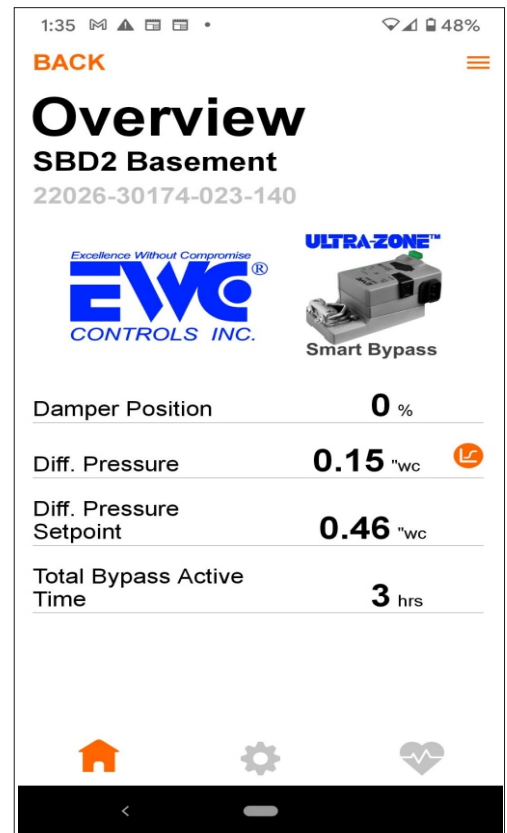 1:35 48%
BACK
Overview
SBD2 Basement
22026-30174-023-140
Excellence Without Compromise
EWC®
CONTROLS INC.
ULTRA-ZONE™
Smart Bypass
Damper Position 0 %
Diff. Pressure 0.15 "wc
Diff. Pressure
Setpoint 0.46 "wc
Total Bypass Active
Time 3 hrs